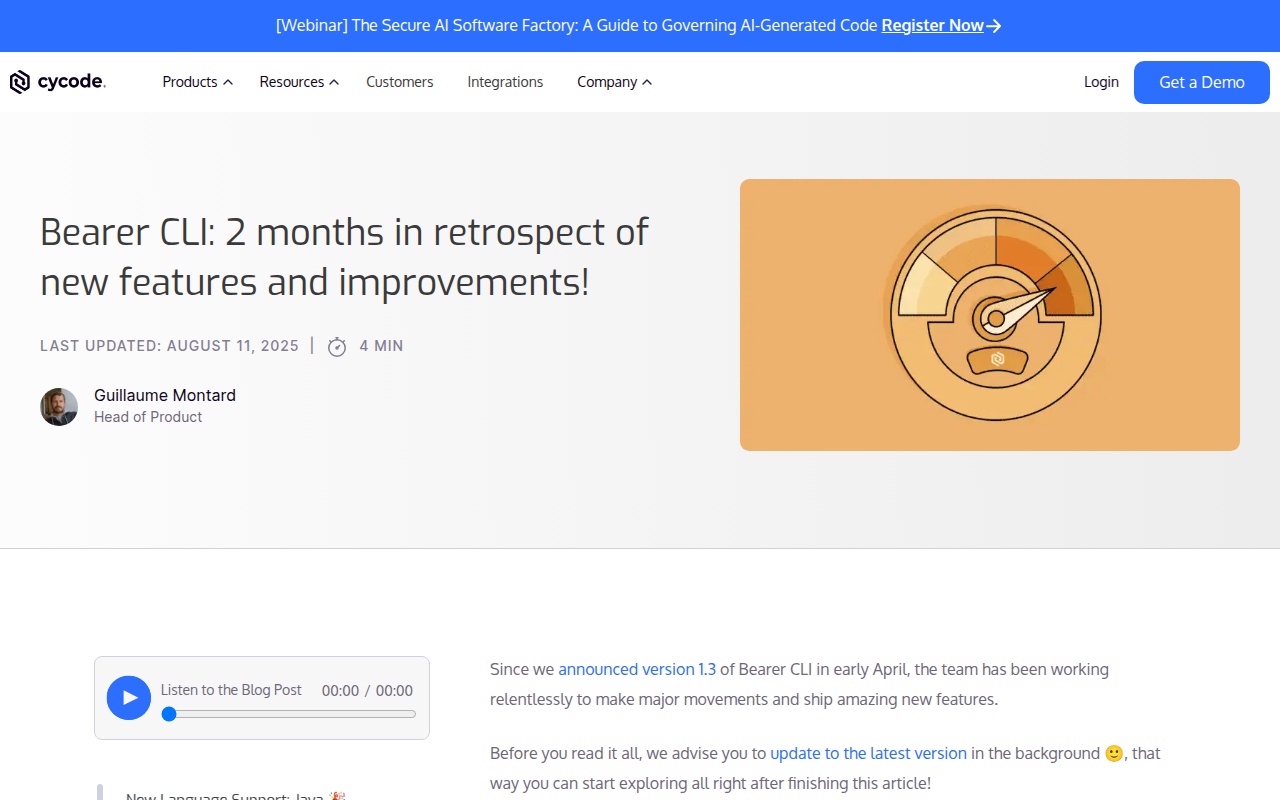 [Webinar] The Secure AI Software Factory: A Guide to Governing AI-Generated Code Register Now
cycode.
Products
Resources
Customers
Integrations
Company
Login
Get a Demo
Bearer CLI: 2 months in retrospect of
new features and improvements!
LAST UPDATED: AUGUST 11, 2025 | 4 MIN
Guillaume Montard
Head of Product
Listen to the Blog Post 00:00 / 00:00
New Language Support: Java 🎉
Since we announced version 1.3 of Bearer CLI in early April, the team has been working
relentlessly to make major movements and ship amazing new features.
Before you read it all, we advise you to update to the latest version in the background 🙂, that
way you can start exploring all right after finishing this article!